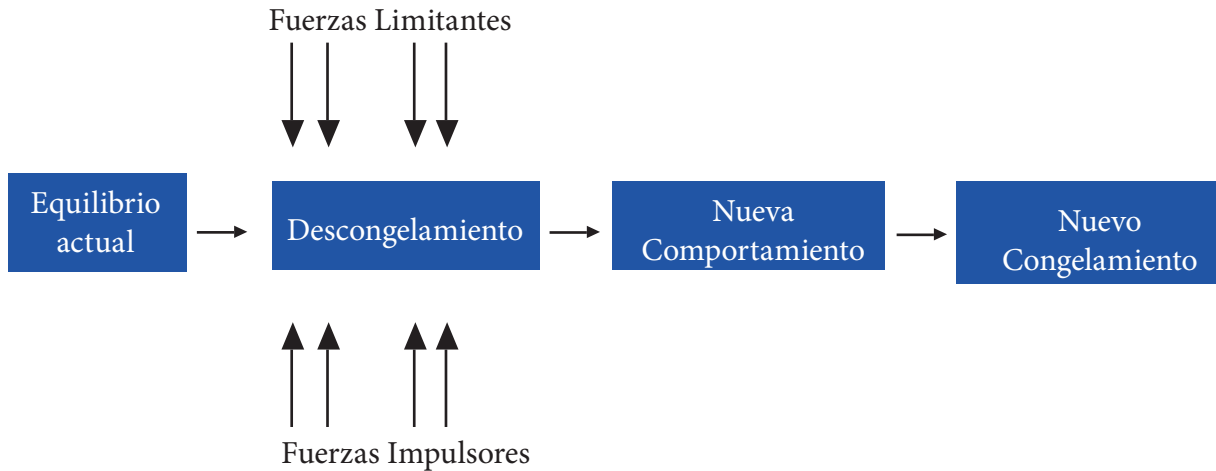 Fuerzas Limitantes
Equilibrio
actual
Descongelamiento
Nueva
Comportamiento
Nuevo
Congelamiento
Fuerzas Impulsores